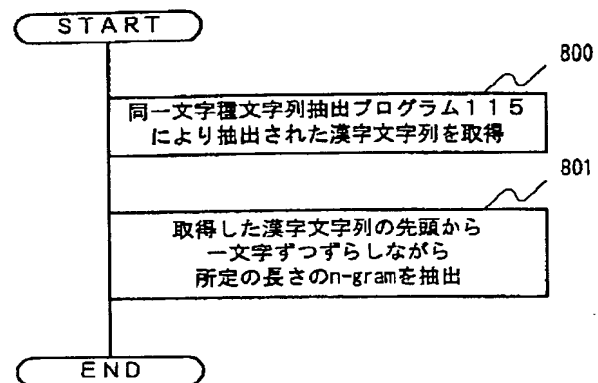 START
800
同一文字種文字列抽出プログラム115
により抽出された漢字文字列を取得
801
取得した漢字文字列の先頭から
一文字ずつずらしながら
所定の長さのn-gramを抽出
END